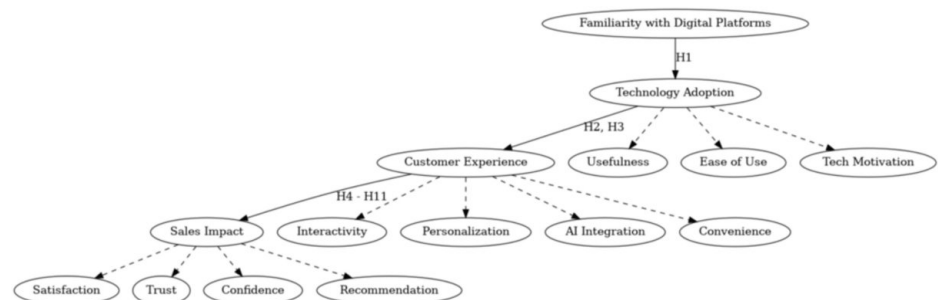 Familiarity with Digital Platforms
H1
Technology Adoption
H2, H3
Customer Experience
Usefulness
Ease of Use
Tech Motivation
H4 - H11
Sales Impact
Interactivity
Personalization
AI Integration
Convenience
Satisfaction
Trust
Confidence
Recommendation